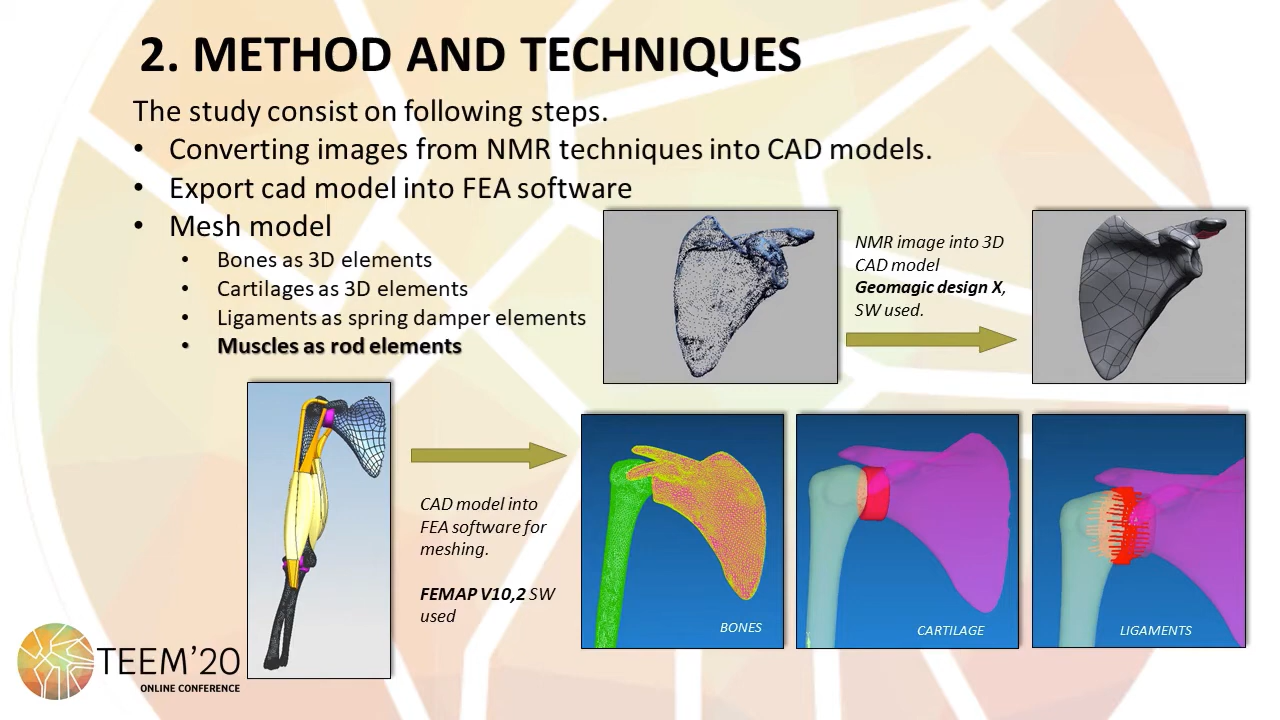 2. METHOD AND TECHNIQUES
The study consist on following steps.
• Converting images from NMR techniques into CAD models.
• Export cad model into FEA software
• Mesh model
• Bones as 3D elements
• Cartilages as 3D elements
• Ligaments as spring damper elements
• Muscles as rod elements
NMR image into 3D
CAD model
Geomagic design X,
SW used.
CAD model into
FEA software for
meshing.
FEMAP V10,2 SW
used
BONES
CARTILAGE
LIGAMENTS
TEEM'20
ONLINE CONFERENCE